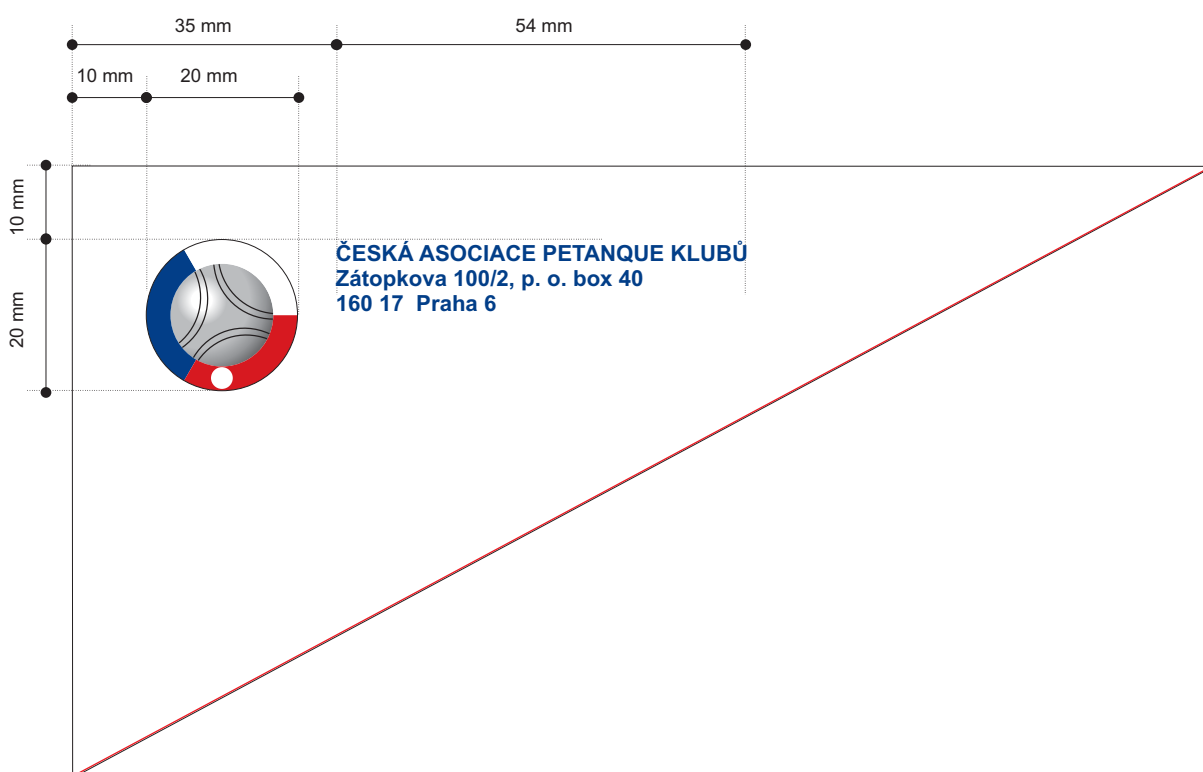 35 mm 54 mm
10 mm 20 mm
10 mm
20 mm
ČESKÁ ASOCIACE PETANQUE KLUBŮ
Zátopkova 100/2, p. o. box 40
160 17  Praha 6